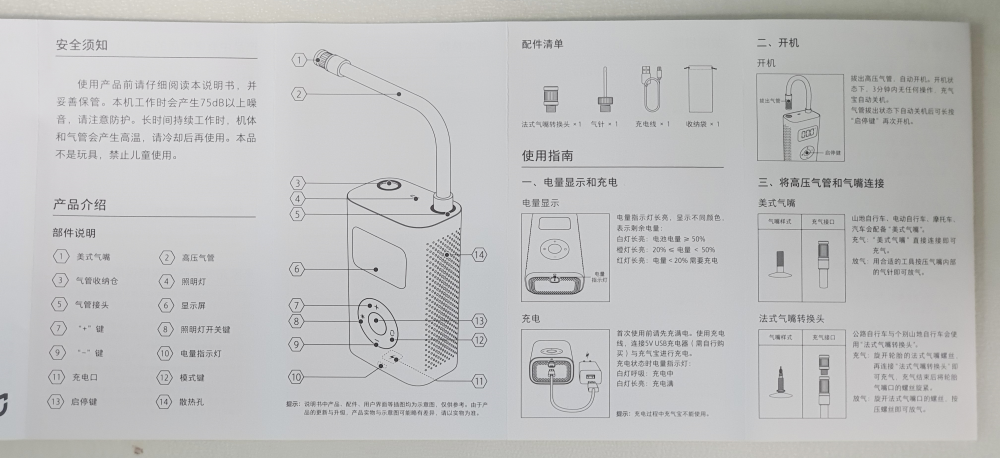 安全须知
使用产品前请仔细阅读本说明书，并
妥善保管。本机工作时会产生75dB以上噪
音，请注意防护。长时间持续工作时，机体
和气管会产生高温，请冷却后再使用。本品
不是玩具，禁止儿童使用。
产品介绍
部件说明
1 美式气嘴
2 高压气管
3 气管收纳仓
4 照明灯
5 气管接头
6 显示屏
7 "+" 键
8 照明灯开关键
9 "-" 键
10 电量指示灯
11 充电口
12 模式键
13 启停键
14 散热孔
1
2
3
4
5
14
6
7
8
13
12
9
10
11
提示：说明书中产品、配件、用户界面等插图均为示意图，仅供参考。由于产
品的更新与升级，产品实物与示意图可能略有差异，请以实物为准。
配件清单
法式气嘴转换头 × 1
气针 × 1
充电线 × 1
收纳袋 × 1
使用指南
一、电量显示和充电
电量显示
电量
指示灯
电量指示灯长亮，显示不同颜色，
表示剩余电量：
白灯长亮：电池电量 ≥ 50%
橙灯长亮：20% ≤ 电量 < 50%
红灯长亮：电量 < 20% 需要充电
充电
首次使用前请先充满电。使用充电
线，连接5V USB充电器（需自行购
买）与充气宝进行充电。
充电状态时电量指示灯：
白灯呼吸：充电中
白灯长亮：充电满
提示：充电过程中充气宝不能使用。
二、开机
开机
拔出气管
启停键
拔出高压气管，自动开机。开机状
态下，3分钟内无任何操作，充气
宝自动关机。
气管拔出状态下自动关机后可长按
"启停键" 再次开机。
三、将高压气管和气嘴连接
美式气嘴
气嘴样式
充气接口
山地自行车、电动自行车、摩托车、
汽车会配备 "美式气嘴"。
充气："美式气嘴" 直接连接即可
充气。
放气：用合适的工具按压气嘴内部
的气针即可放气。
法式气嘴转换头
气嘴样式
充气接口
公路自行车与个别山地自行车会使
用 "法式气嘴转换头"。
充气：旋开轮胎的法式气嘴螺丝，
再连接 "法式气嘴转换头" 即
可充气，充气结束后将轮胎
气嘴口的螺丝旋紧。
放气：旋开法式气嘴口的螺丝，按
压螺丝即可放气。